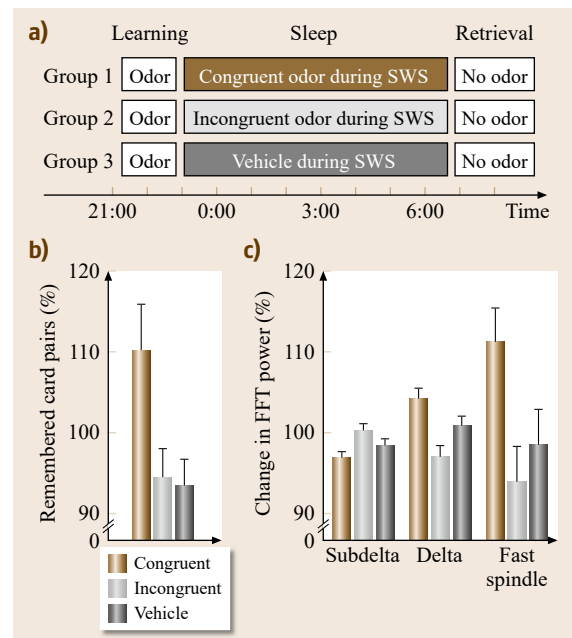 a)
Learning Sleep Retrieval
Group 1 Odor Congruent odor during SWS No odor
Group 2 Odor Incongruent odor during SWS No odor
Group 3 Odor Vehicle during SWS No odor
21:00 0:00 3:00 6:00 Time
b)
Remembered card pairs (%)
120
110
100
90
0
Congruent
Incongruent
Vehicle
c)
Change in FFT power (%)
120
110
100
90
0
Subdelta Delta Fast
spindle